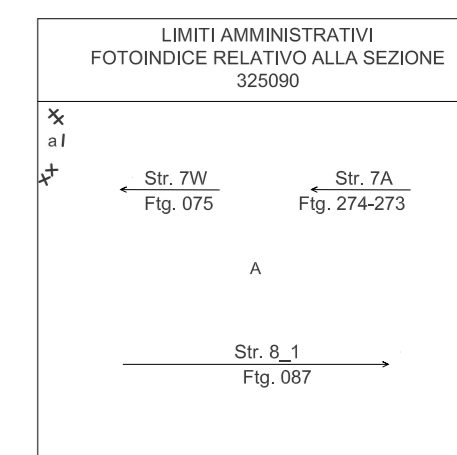 LIMITI AMMINISTRATIVI
FOTOINDICE RELATIVO ALLA SEZIONE
325090
a
Str. 7W
Ftg. 075
Str. 7A
Ftg. 274-273
A
Str. 8_1
Ftg. 087